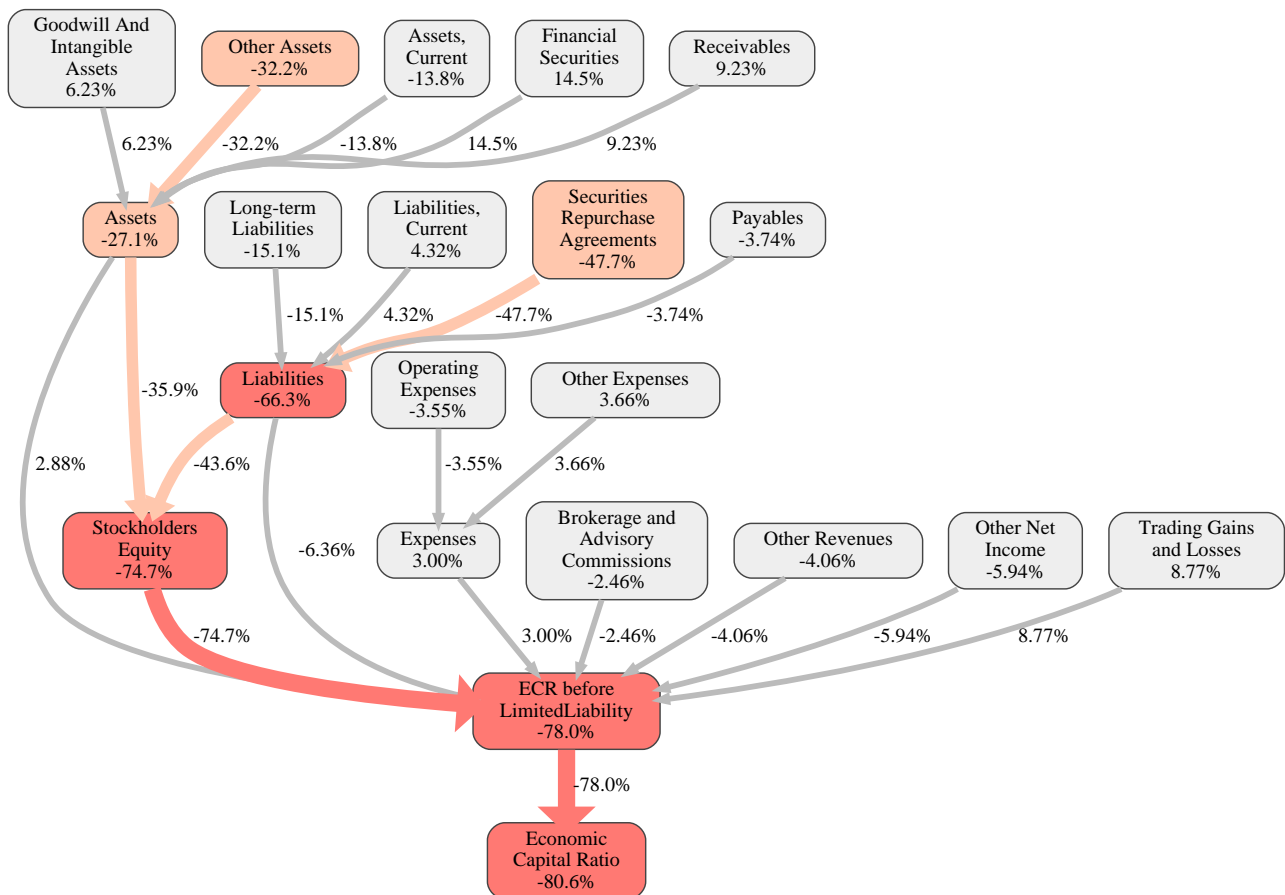 Goodwill And
Intangible
Assets
6.23%
Other Assets
-32.2%
Assets,
Current
-13.8%
Financial
Securities
14.5%
Receivables
9.23%
6.23%
-32.2%
-13.8%
14.5%
9.23%
Assets
-27.1%
Long-term
Liabilities
-15.1%
Liabilities,
Current
4.32%
Securities
Repurchase
Agreements
-47.7%
Payables
-3.74%
-15.1%
4.32%
-47.7%
-3.74%
Liabilities
-66.3%
Operating
Expenses
-3.55%
Other Expenses
3.66%
-35.9%
2.88%
-43.6%
-3.55%
3.66%
Stockholders
Equity
-74.7%
-6.36%
Expenses
3.00%
Brokerage and
Advisory
Commissions
-2.46%
Other Revenues
-4.06%
Other Net
Income
-5.94%
Trading Gains
and Losses
8.77%
-74.7%
3.00%
-2.46%
-4.06%
-5.94%
8.77%
ECR before
LimitedLiability
-78.0%
-78.0%
Economic
Capital Ratio
-80.6%